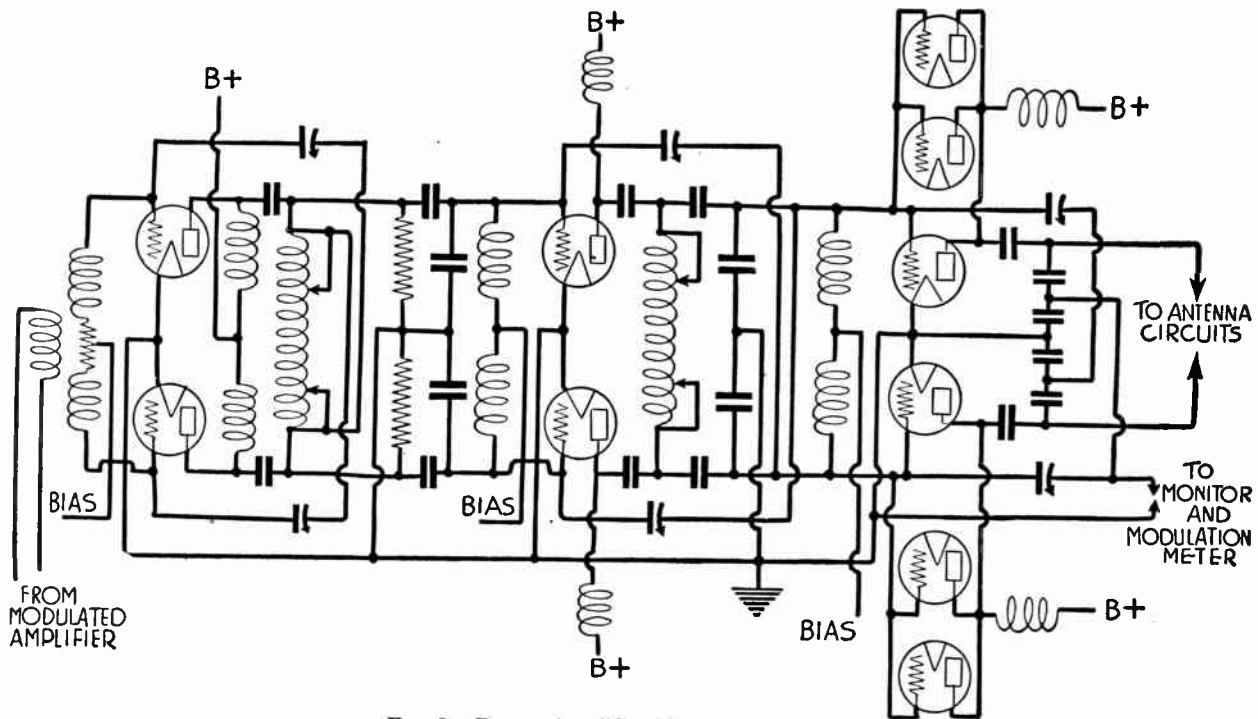 B+
B+
B+
BIAS
BIAS
BIAS
B+
B+
TO ANTENNA
CIRCUITS
TO
MONITOR
AND
MODULATION
METER
FROM
MODULATED
AMPLIFIER
B+